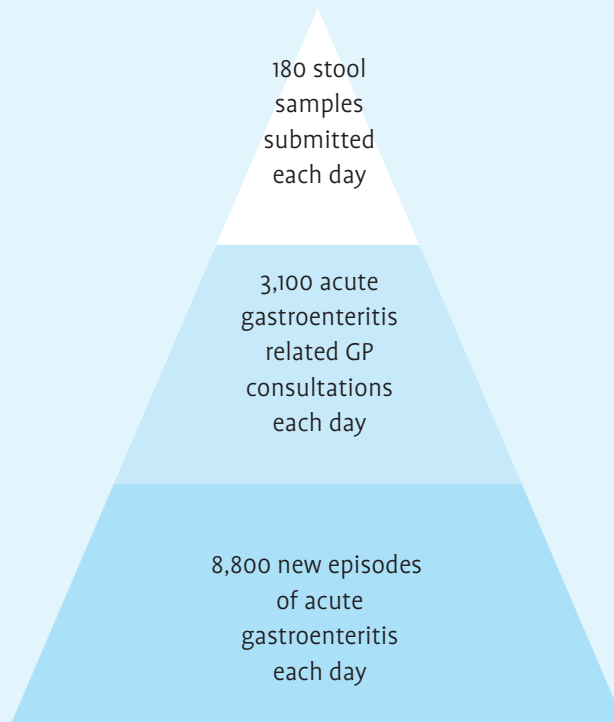 180 stool
samples
submitted
each day
3,100 acute
gastroenteritis
related GP
consultations
each day
8,800 new episodes
of acute
gastroenteritis
each day